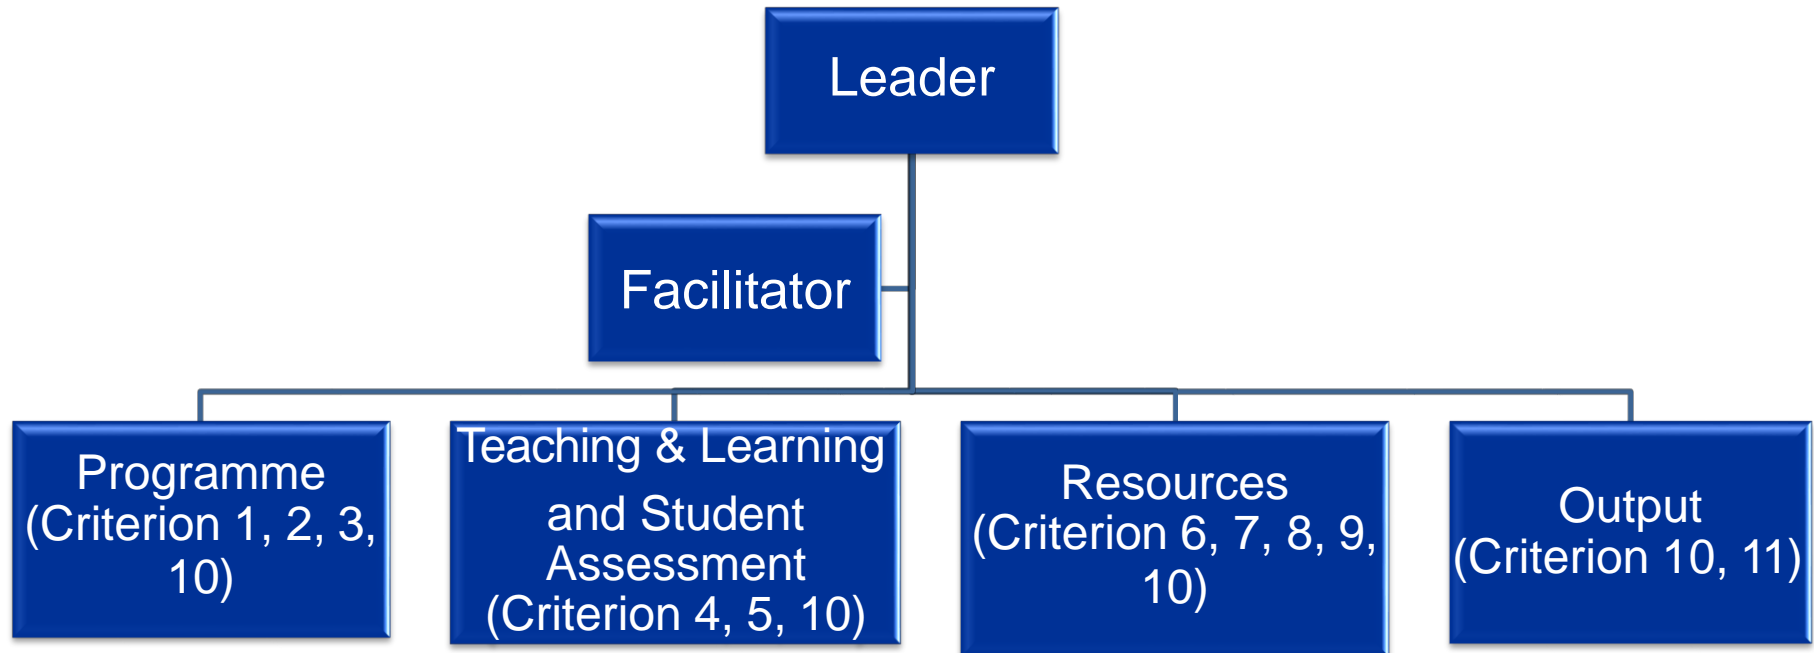 Leader
Facilitator
Programme
(Criterion 1, 2, 3,
10)
Teaching & Learning
and Student
Assessment
(Criterion 4, 5, 10)
Resources
(Criterion 6, 7, 8, 9,
10)
Output
(Criterion 10, 11)